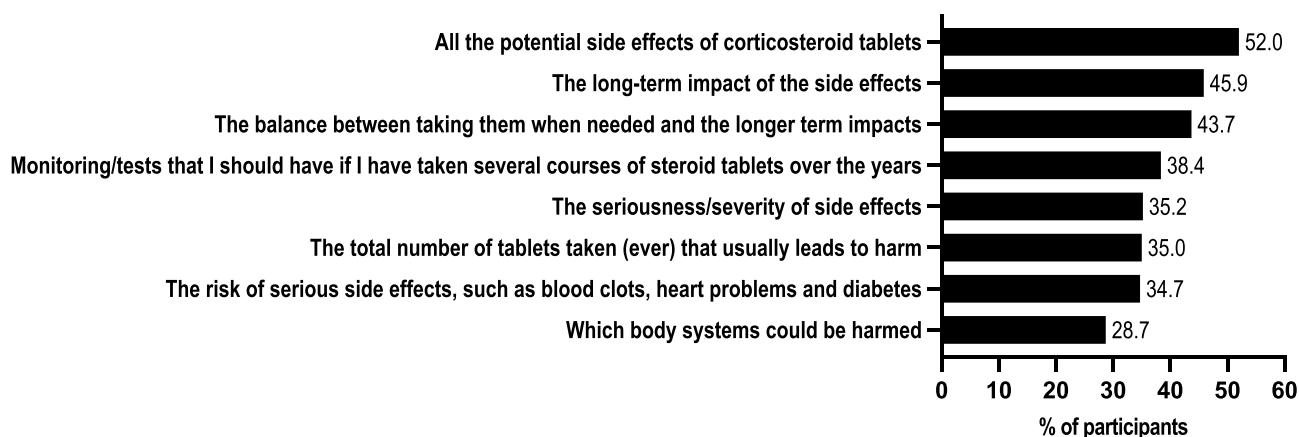 All the potential side effects of corticosteroid tablets 52.0
The long-term impact of the side effects 45.9
The balance between taking them when needed and the longer term impacts 43.7
Monitoring/tests that I should have if I have taken several courses of steroid tablets over the years 38.4
The seriousness/severity of side effects 35.2
The total number of tablets taken (ever) that usually leads to harm 35.0
The risk of serious side effects, such as blood clots, heart problems and diabetes 34.7
Which body systems could be harmed 28.7
0 10 20 30 40 50 60
% of participants